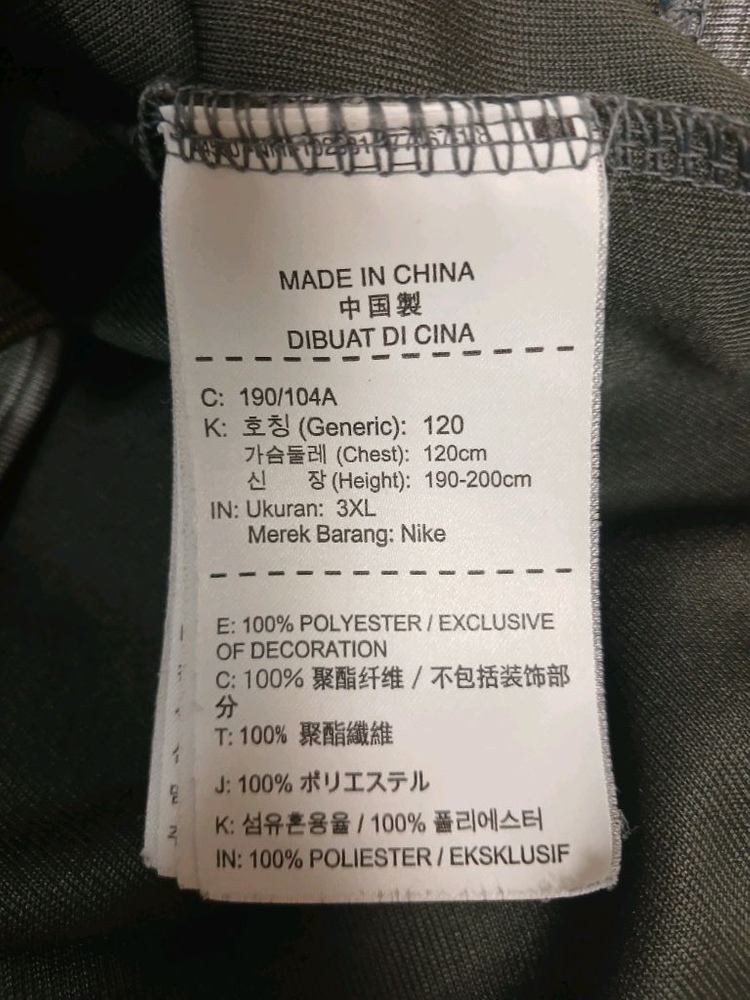 MADE IN CHINA
中国製
DIBUAT DI CINA
C: 190/104A
K: 호칭 (Generic): 120
가슴둘레 (Chest): 120cm
신 장 (Height): 190-200cm
IN: Ukuran: 3XL
Merek Barang: Nike
E: 100% POLYESTER / EXCLUSIVE
OF DECORATION
C: 100% 聚酯纤维 / 不包括装饰部
分
T: 100% 聚酯纖維
J: 100% ポリエステル
K: 섬유혼용율 / 100% 폴리에스터
IN: 100% POLIESTER / EKSKLUSIF